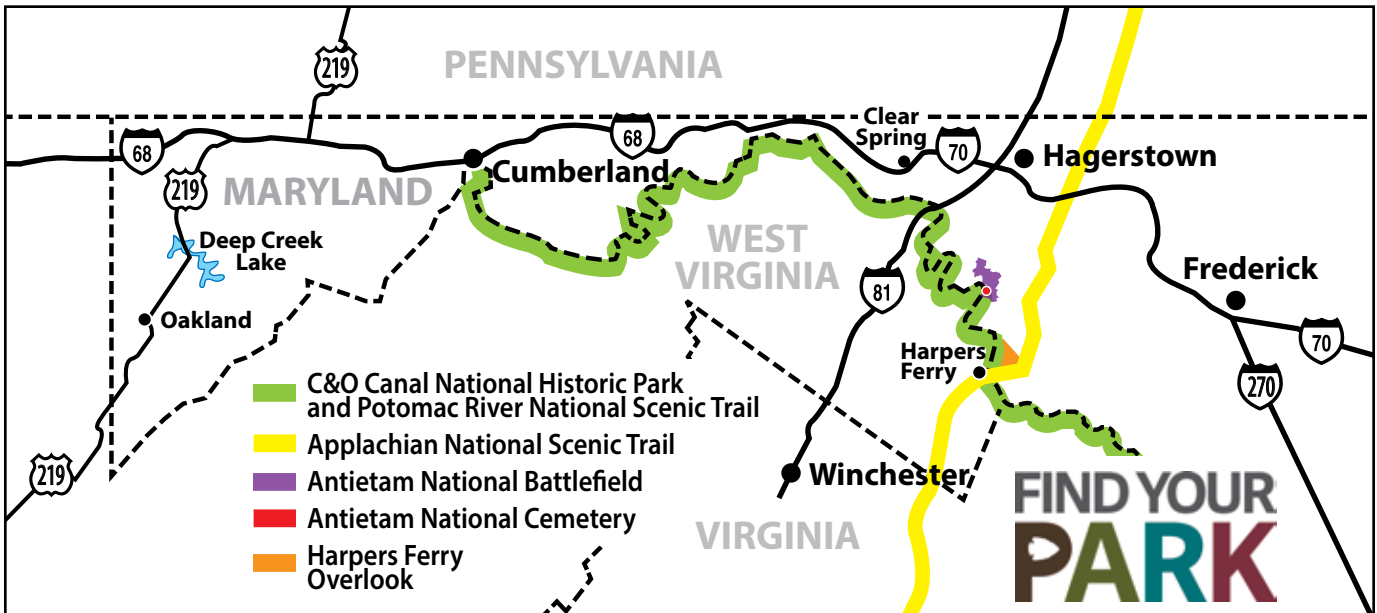 219
PENNSYLVANIA
68
68
Clear
Spring
70
Hagerstown
Cumberland
219
MARYLAND
Deep Creek
Lake
WEST
VIRGINIA
81
Frederick
Oakland
70
Harpers
Ferry
270
C&O Canal National Historic Park
and Potomac River National Scenic Trail
Applachian National Scenic Trail
219
Winchester
Antietam National Battlefield
Antietam National Cemetery
VIRGINIA
Harpers Ferry
Overlook
FIND YOUR
PARK